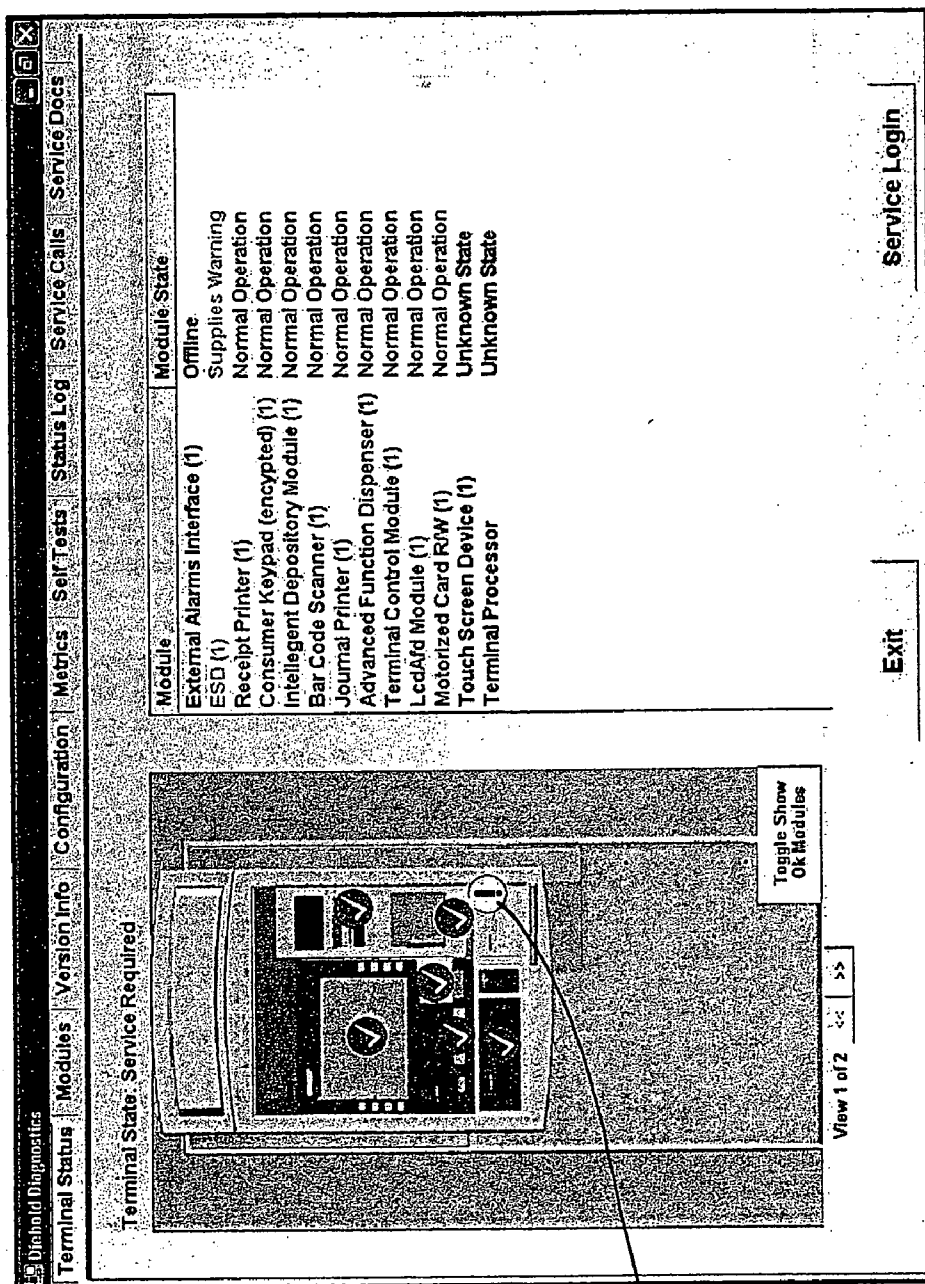 Diebold Diagnostics
Terminal Status Modules Version Info Configuration Metrics Self Tests Status Log Service Calls Service Docs
Terminal State: Service Required
Toggle Show
Ok Modules
View 1 of 2 << >>
Module Module State
External Alarms Interface (1) Offline
ESD (1) Supplies Warning
Receipt Printer (1) Normal Operation
Consumer Keypad (encypted) (1) Normal Operation
Intellegent Depository Module (1) Normal Operation
Bar Code Scanner (1) Normal Operation
Journal Printer (1) Normal Operation
Advanced Function Dispenser (1) Normal Operation
Terminal Control Module (1) Normal Operation
LcdAfd Module (1) Normal Operation
Motorized Card R/W (1) Normal Operation
Touch Screen Device (1) Unknown State
Terminal Processor Unknown State
Exit Service Login